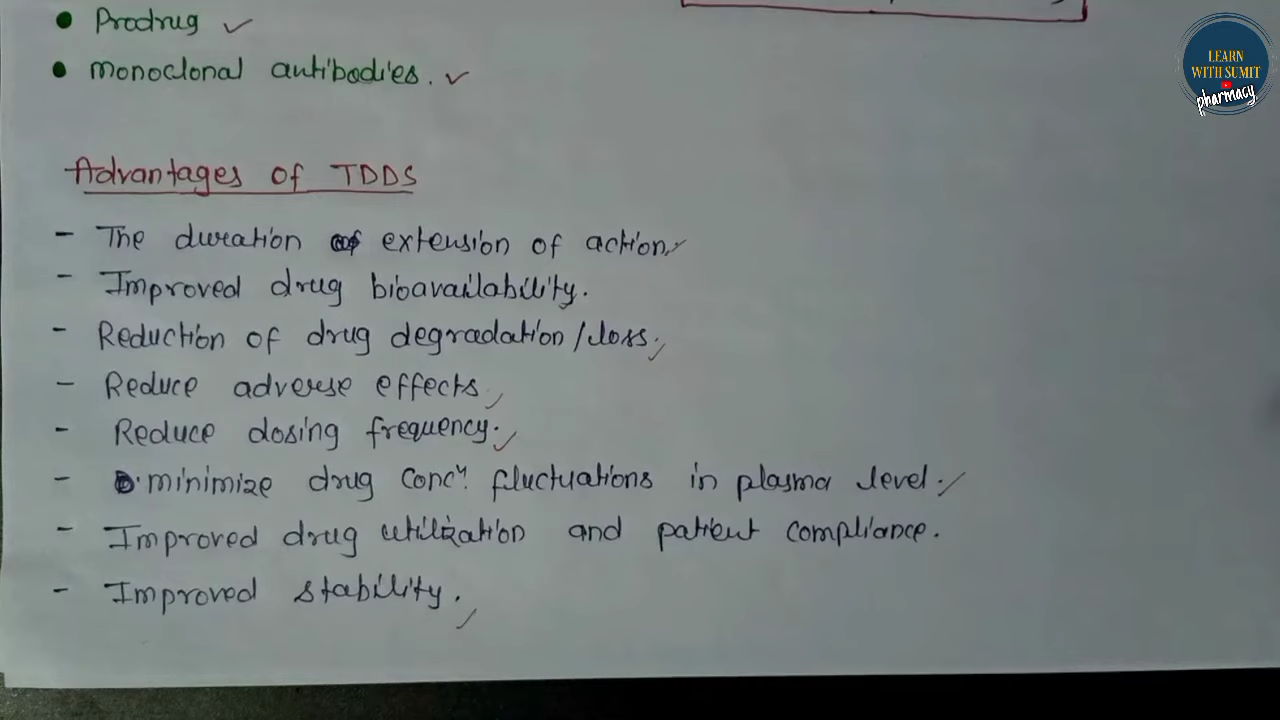 • Prodrug ✓
• monoclonal antibodies. ✓
LEARN
WITH SUMIT
pharmacy
Advantages of TDDS
- The duration of extension of action.
- Improved drug bioavailability.
- Reduction of drug degradation/loss.
- Reduce adverse effects
- Reduce dosing frequency.
- minimize drug concn. fluctuations in plasma level.
- Improved drug utilization and patient compliance.
- Improved stability.